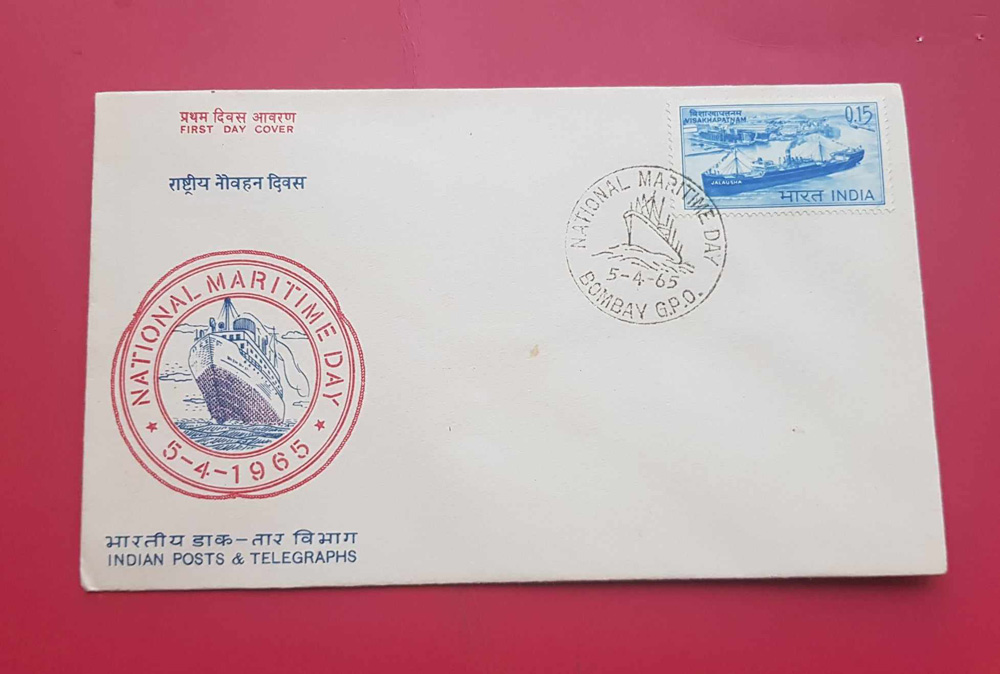 प्रथम दिवस आवरण
FIRST DAY COVER
राष्ट्रीय नौवहन दिवस
NATIONAL MARITIME DAY
5-4-1965
भारतीय डाक-तार विभाग
INDIAN POSTS & TELEGRAPHS
NATIONAL MARITIME DAY
5-4-65
BOMBAY G.P.O.
विशाखापत्तनम
VISAKHAPATNAM
0.15
JALAUSHA
भारत INDIA